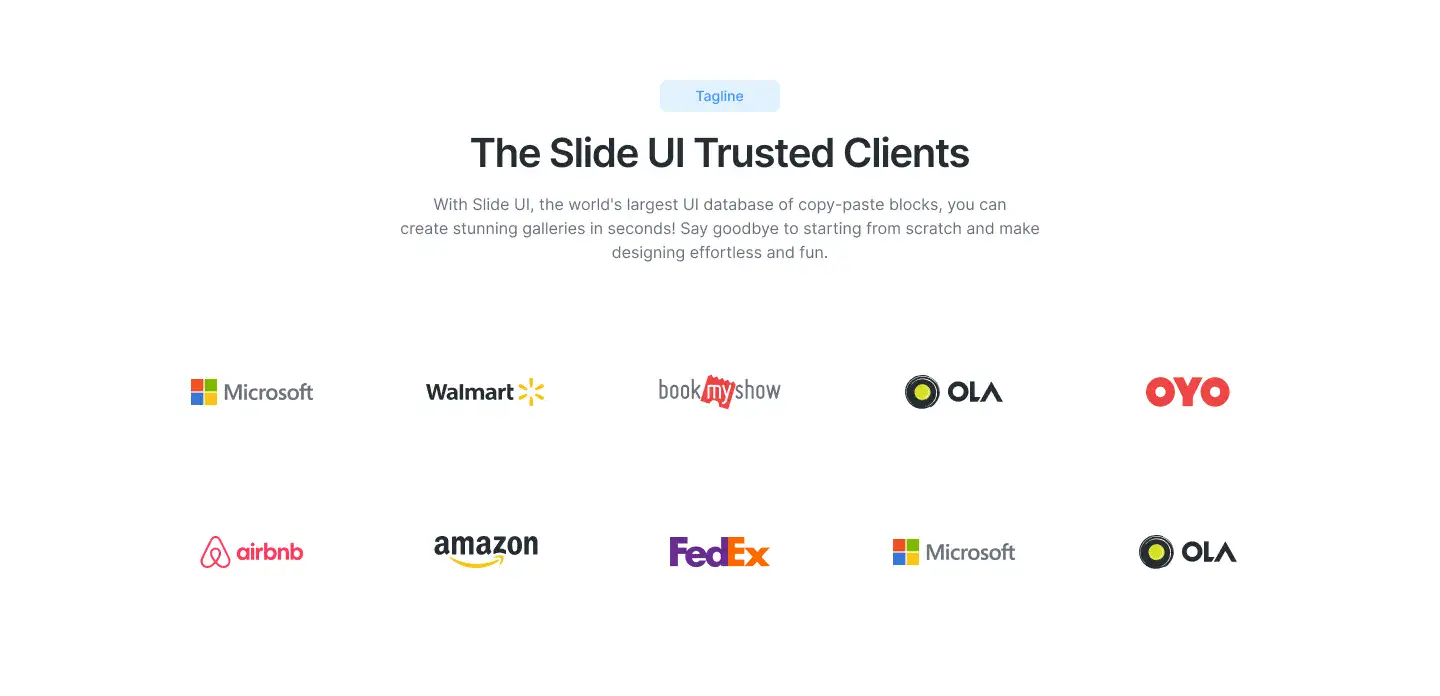 Tagline
The Slide UI Trusted Clients
With Slide UI, the world's largest UI database of copy-paste blocks, you can
create stunning galleries in seconds! Say goodbye to starting from scratch and make
designing effortless and fun.
Microsoft
Walmart
bookmyshow
OLA
OYO
airbnb
amazon
FedEx
Microsoft
OLA